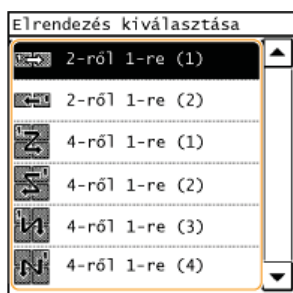 Elrendezés kiválasztása
2-ről 1-re (1)
2-ről 1-re (2)
4-ről 1-re (1)
4-ről 1-re (2)
4-ről 1-re (3)
4-ről 1-re (4)